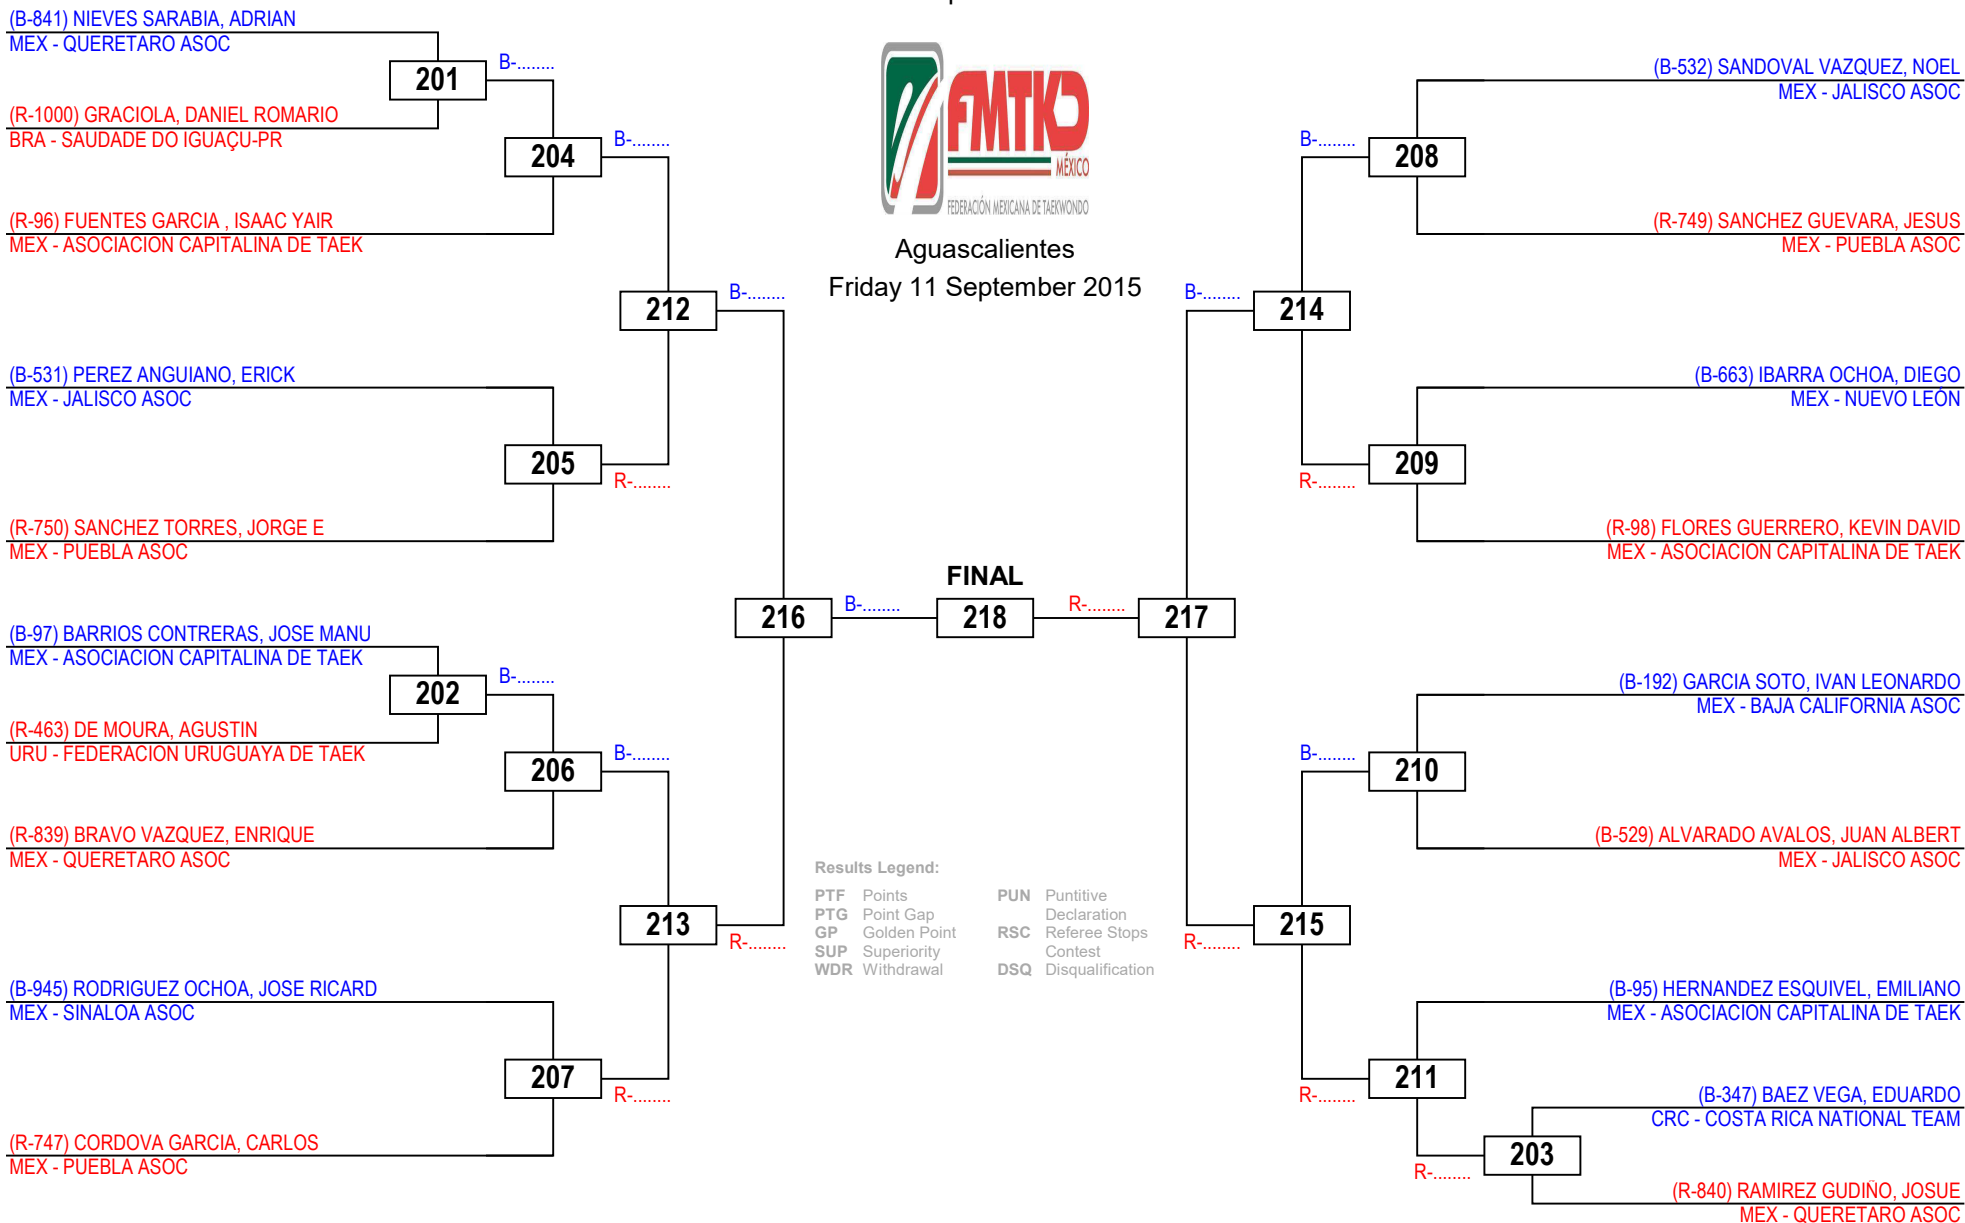 (B-841) NIEVES SARABIA, ADRIAN
MEX - QUERETARO ASOC
201
B-........
(R-1000) GRACIOLA, DANIEL ROMARIO
BRA - SAUDADE DO IGUAÇU-PR
204
B-........
(R-96) FUENTES GARCIA , ISAAC YAIR
MEX - ASOCIACION CAPITALINA DE TAEK
212
B-........
(B-531) PEREZ ANGUIANO, ERICK
MEX - JALISCO ASOC
205
R-........
(R-750) SANCHEZ TORRES, JORGE E
MEX - PUEBLA ASOC
216
B-........
(B-97) BARRIOS CONTRERAS, JOSE MANU
MEX - ASOCIACION CAPITALINA DE TAEK
202
B-........
(R-463) DE MOURA, AGUSTIN
URU - FEDERACION URUGUAYA DE TAEK
206
B-........
(R-839) BRAVO VAZQUEZ, ENRIQUE
MEX - QUERETARO ASOC
213
R-........
(B-945) RODRIGUEZ OCHOA, JOSE RICARD
MEX - SINALOA ASOC
207
R-........
(R-747) CORDOVA GARCIA, CARLOS
MEX - PUEBLA ASOC
FMTKD
MÉXICO
FEDERACIÓN MEXICANA DE TAEKWONDO
Aguascalientes
Friday 11 September 2015
FINAL
218
Results Legend:
PTF Points
PTG Point Gap
GP Golden Point
SUP Superiority
WDR Withdrawal
PUN Puntitive
Declaration
RSC Referee Stops
Contest
DSQ Disqualification
(B-532) SANDOVAL VAZQUEZ, NOEL
MEX - JALISCO ASOC
B-........
208
(R-749) SANCHEZ GUEVARA, JESUS
MEX - PUEBLA ASOC
B-........
214
(B-663) IBARRA OCHOA, DIEGO
MEX - NUEVO LEÓN
R-........
209
(R-98) FLORES GUERRERO, KEVIN DAVID
MEX - ASOCIACION CAPITALINA DE TAEK
R-........
217
(B-192) GARCIA SOTO, IVAN LEONARDO
MEX - BAJA CALIFORNIA ASOC
B-........
210
(B-529) ALVARADO AVALOS, JUAN ALBERT
MEX - JALISCO ASOC
R-........
215
(B-95) HERNANDEZ ESQUIVEL, EMILIANO
MEX - ASOCIACION CAPITALINA DE TAEK
R-........
211
(B-347) BAEZ VEGA, EDUARDO
CRC - COSTA RICA NATIONAL TEAM
R-........
203
(R-840) RAMIREZ GUDIÑO, JOSUE
MEX - QUERETARO ASOC